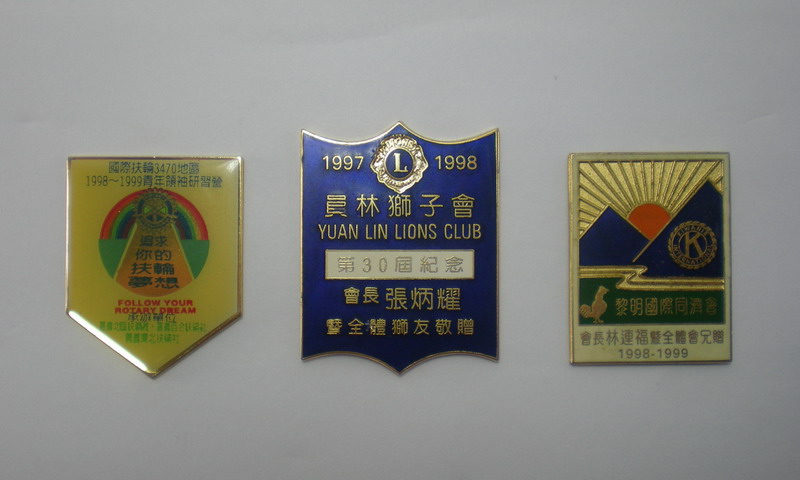 國際扶輪3470地區
1998～1999青年領袖研習營
追求
你的
扶輪
夢想
FOLLOW YOUR
ROTARY DREAM
承辦單位
1997
1998
L
員林獅子會
YUAN LIN LIONS CLUB
第30屆紀念
會長 張炳耀
暨全體獅友敬贈
K
黎明國際同濟會
會長林連福暨全體會兄贈
1998-1999